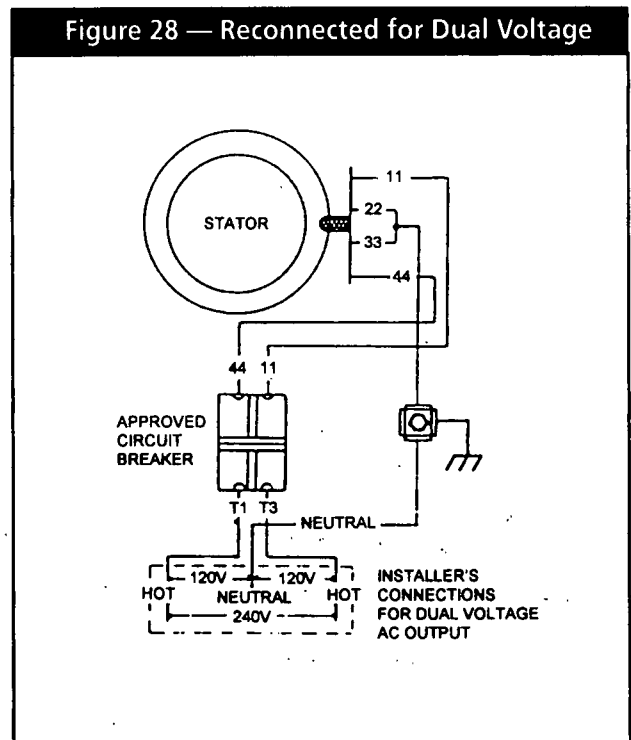 Figure 28 — Reconnected for Dual Voltage
STATOR
11
22
33
44
44 11
APPROVED
CIRCUIT
BREAKER
T1 T3
NEUTRAL
120V 120V
HOT NEUTRAL HOT
240V
INSTALLER'S
CONNECTIONS
FOR DUAL VOLTAGE
AC OUTPUT